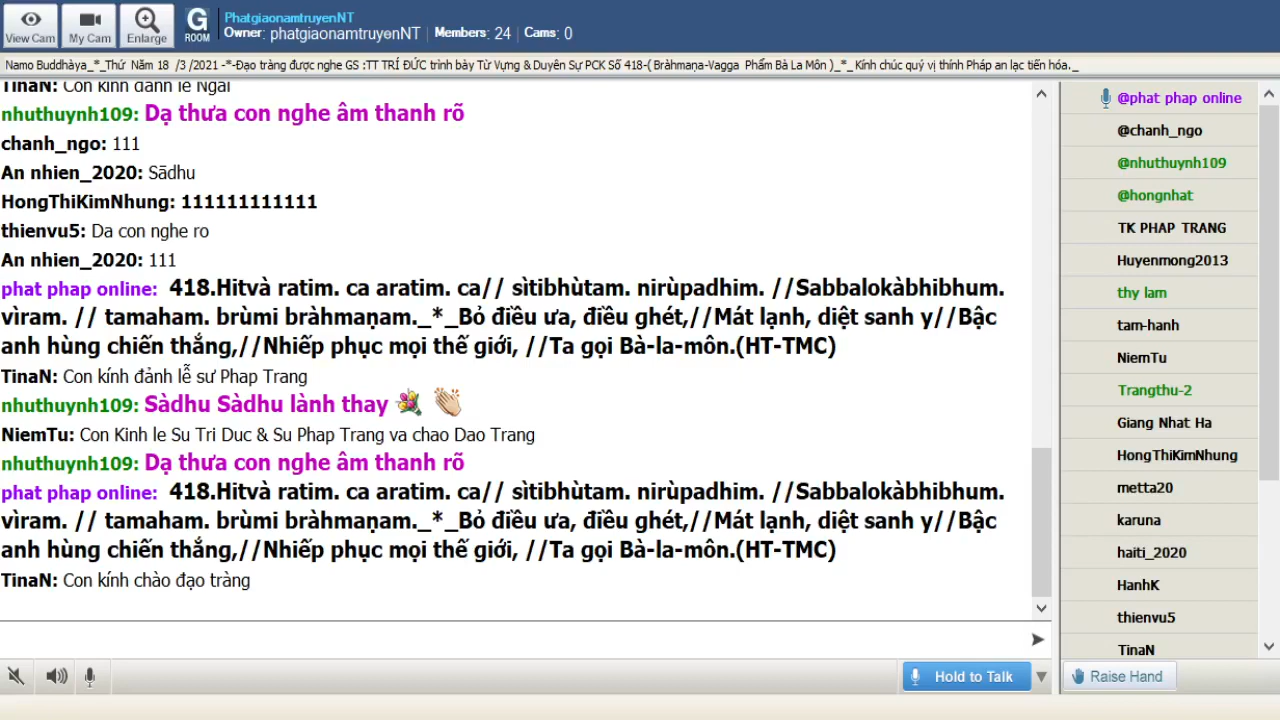 View Cam
My Cam
Enlarge
G
ROOM
PhatgiaonamtruyenNT
Owner: phatgiaonamtruyenNT | Members: 24 | Cams: 0
Namo Buddhàya_*_Thứ Năm 18 /3 /2021 -*-Đạo tràng được nghe GS :TT TRÍ ĐỨC trình bày Từ Vựng & Duyên Sự PCK Số 418-( Bràhmaṇa-Vagga Phẩm Bà La Môn )_*_ Kính chúc quý vị thính Pháp an lạc tiến hóa._
TinaN: Con kính đảnh lễ Ngài
nhuthuynh109: Dạ thưa con nghe âm thanh rõ
chanh_ngo: 111
An nhien_2020: Sādhu
HongThiKimNhung: 111111111111
thienvu5: Da con nghe ro
An nhien_2020: 111
phat phap online: 418.Hitvà ratim. ca aratim. ca// sìtibhùtam. nirùpadhim. //Sabbalokàbhibhum.
vìram. // tamaham. brùmi bràhmaṇam._*_Bỏ điều ưa, điều ghét,//Mát lạnh, diệt sanh y//Bậc
anh hùng chiến thắng,//Nhiếp phục mọi thế giới, //Ta gọi Bà-la-môn.(HT-TMC)
TinaN: Con kính đảnh lễ sư Phap Trang
nhuthuynh109: Sàdhu Sàdhu lành thay
NiemTu: Con Kinh le Su Tri Duc & Su Phap Trang va chao Dao Trang
nhuthuynh109: Dạ thưa con nghe âm thanh rõ
phat phap online: 418.Hitvà ratim. ca aratim. ca// sìtibhùtam. nirùpadhim. //Sabbalokàbhibhum.
vìram. // tamaham. brùmi bràhmaṇam._*_Bỏ điều ưa, điều ghét,//Mát lạnh, diệt sanh y//Bậc
anh hùng chiến thắng,//Nhiếp phục mọi thế giới, //Ta gọi Bà-la-môn.(HT-TMC)
TinaN: Con kính chào đạo tràng
@phat phap online
@chanh_ngo
@nhuthuynh109
@hongnhat
TK PHAP TRANG
Huyenmong2013
thy lam
tam-hanh
NiemTu
Trangthu-2
Giang Nhat Ha
HongThiKimNhung
metta20
karuna
haiti_2020
HanhK
thienvu5
TinaN
Hold to Talk
Raise Hand